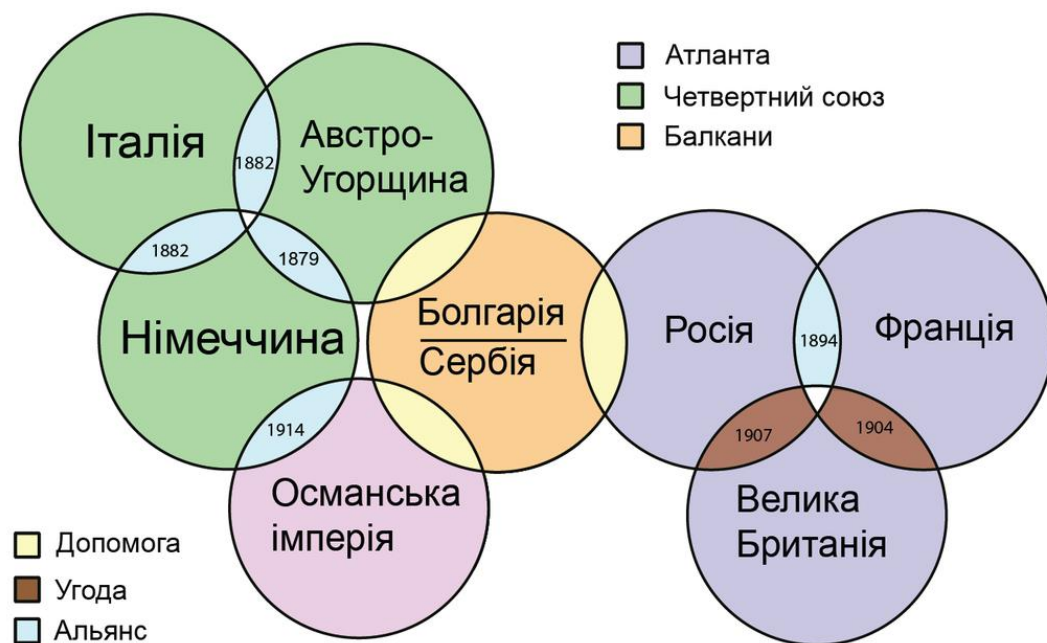 Атланта
Четвертний союз
Балкани
Італія
Австро-
Угорщина
1882
1882
1879
Німеччина
Болгарія
Сербія
Росія
1894
Франція
1914
1907
1904
Османська
імперія
Велика
Британія
Допомога
Угода
Альянс